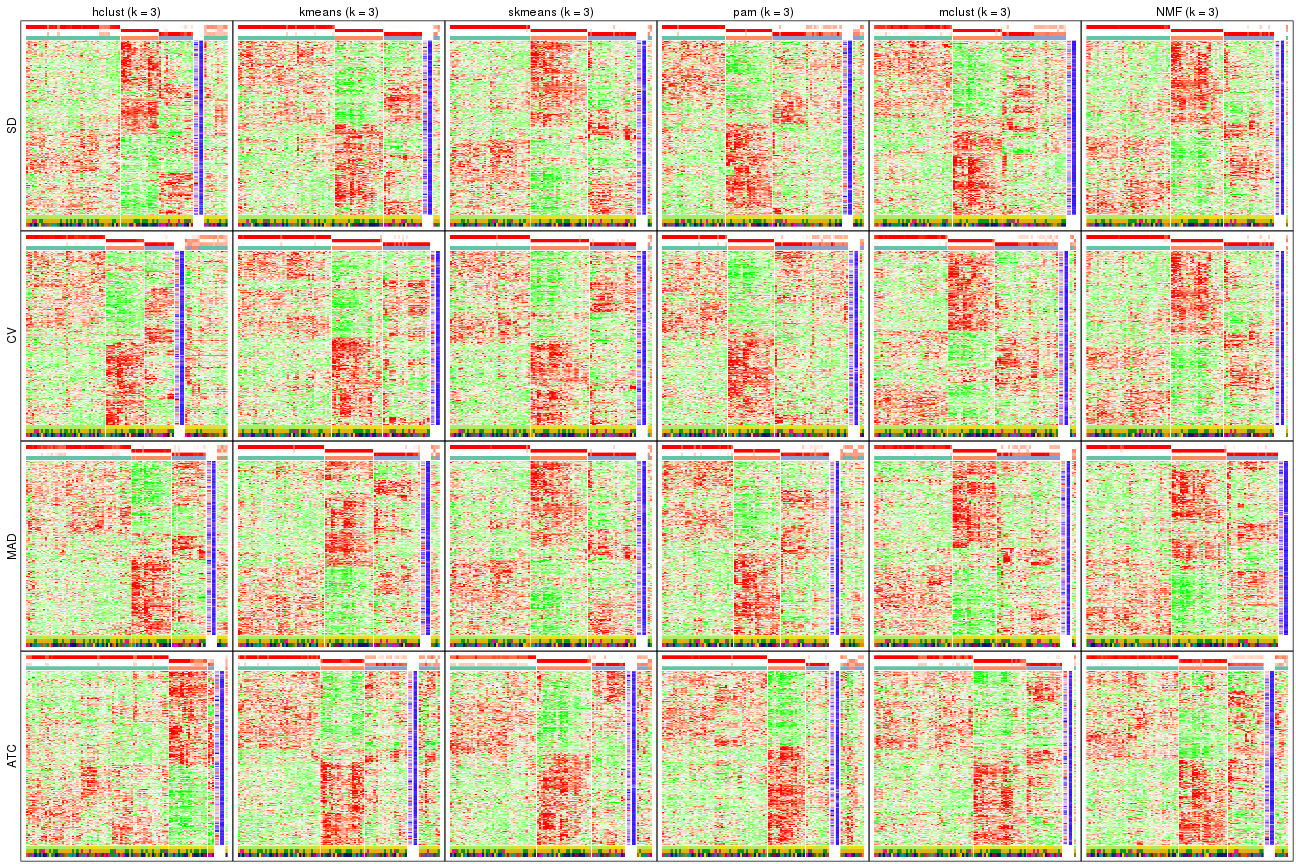 hclust (k = 3) kmeans (k = 3) skmeans (k = 3) pam (k = 3) mclust (k = 3) NMF (k = 3)
SD
CV
MAD
ATC